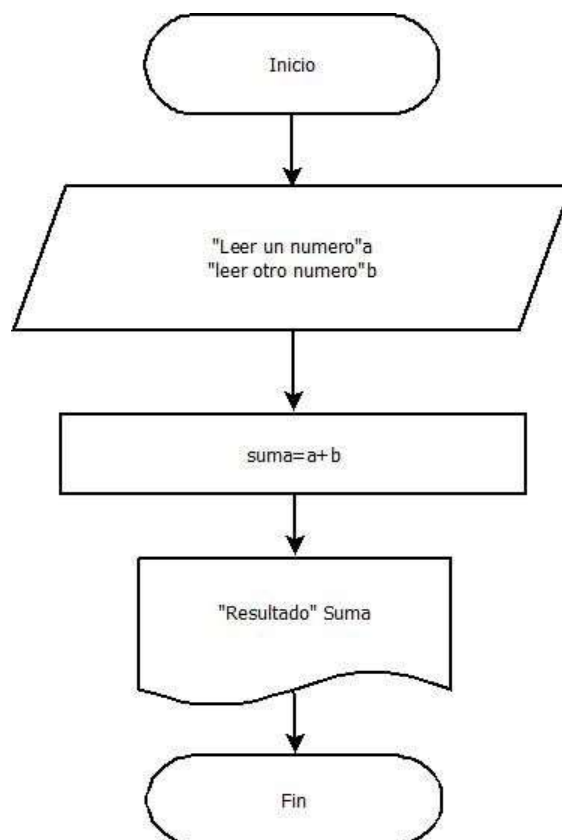 Inicio
"Leer un numero"a
"leer otro numero"b
suma=a+b
"Resultado" Suma
Fin